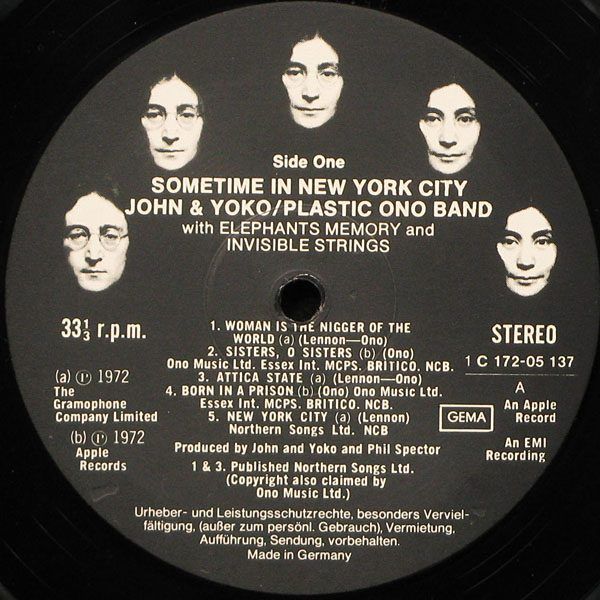 Side One
SOMETIME IN NEW YORK CITY
JOHN & YOKO/PLASTIC ONO BAND
with ELEPHANTS MEMORY and
INVISIBLE STRINGS
33⅓ r.p.m.
STEREO
1 C 172-05 137
A
An Apple
Record
An EMI
Recording
(a) ℗ 1972
The
Gramophone
Company Limited
(b) ℗ 1972
Apple
Records
1. WOMAN IS THE NIGGER OF THE
WORLD (a) (Lennon—Ono)
2. SISTERS, O SISTERS (b) (Ono)
Ono Music Ltd. Essex Int. MCPS. BRITICO. NCB.
3. ATTICA STATE (a) (Lennon—Ono)
4. BORN IN A PRISON (b) (Ono) Ono Music Ltd.
Essex Int. MCPS. BRITICO. NCB.
5. NEW YORK CITY (a) (Lennon)
Northern Songs Ltd. NCB
GEMA
Produced by John and Yoko and Phil Spector
1 & 3. Published Northern Songs Ltd.
(Copyright also claimed by
Ono Music Ltd.)
Urheber- und Leistungsschutzrechte, besonders Verviel-
fältigung, (außer zum persönl. Gebrauch), Vermietung,
Aufführung, Sendung, vorbehalten.
Made in Germany